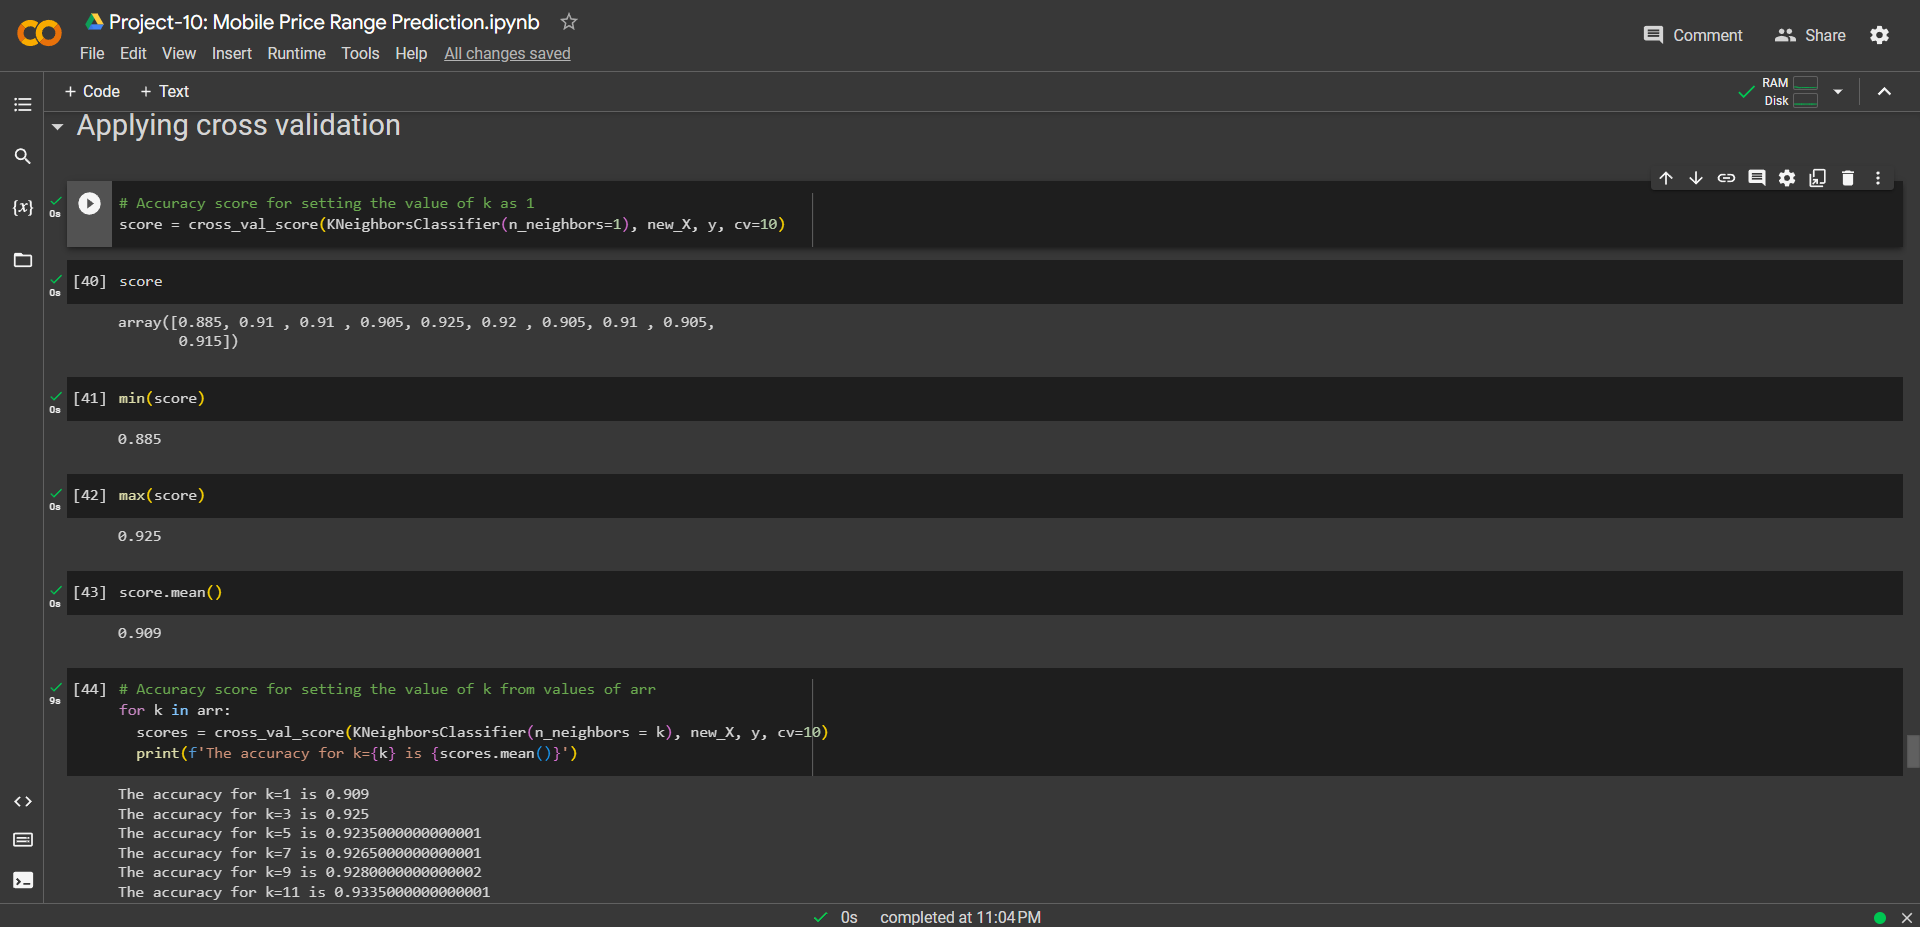 Project-10: Mobile Price Range Prediction.ipynb
File Edit View Insert Runtime Tools Help All changes saved
Comment Share
+ Code + Text
RAM
Disk
Applying cross validation
0s
# Accuracy score for setting the value of k as 1
score = cross_val_score(KNeighborsClassifier(n_neighbors=1), new_X, y, cv=10)
{x}
[40] score
0s
array([0.885, 0.91 , 0.91 , 0.905, 0.925, 0.92 , 0.905, 0.91 , 0.905,
0.915])
[41] min(score)
0s
0.885
[42] max(score)
0s
0.925
[43] score.mean()
0s
0.909
[44] # Accuracy score for setting the value of k from values of arr
9s
for k in arr:
scores = cross_val_score(KNeighborsClassifier(n_neighbors = k), new_X, y, cv=10)
print(f'The accuracy for k={k} is {scores.mean()}')
The accuracy for k=1 is 0.909
The accuracy for k=3 is 0.925
The accuracy for k=5 is 0.9235000000000001
The accuracy for k=7 is 0.9265000000000001
The accuracy for k=9 is 0.9280000000000002
The accuracy for k=11 is 0.9335000000000001
0s completed at 11:04 PM